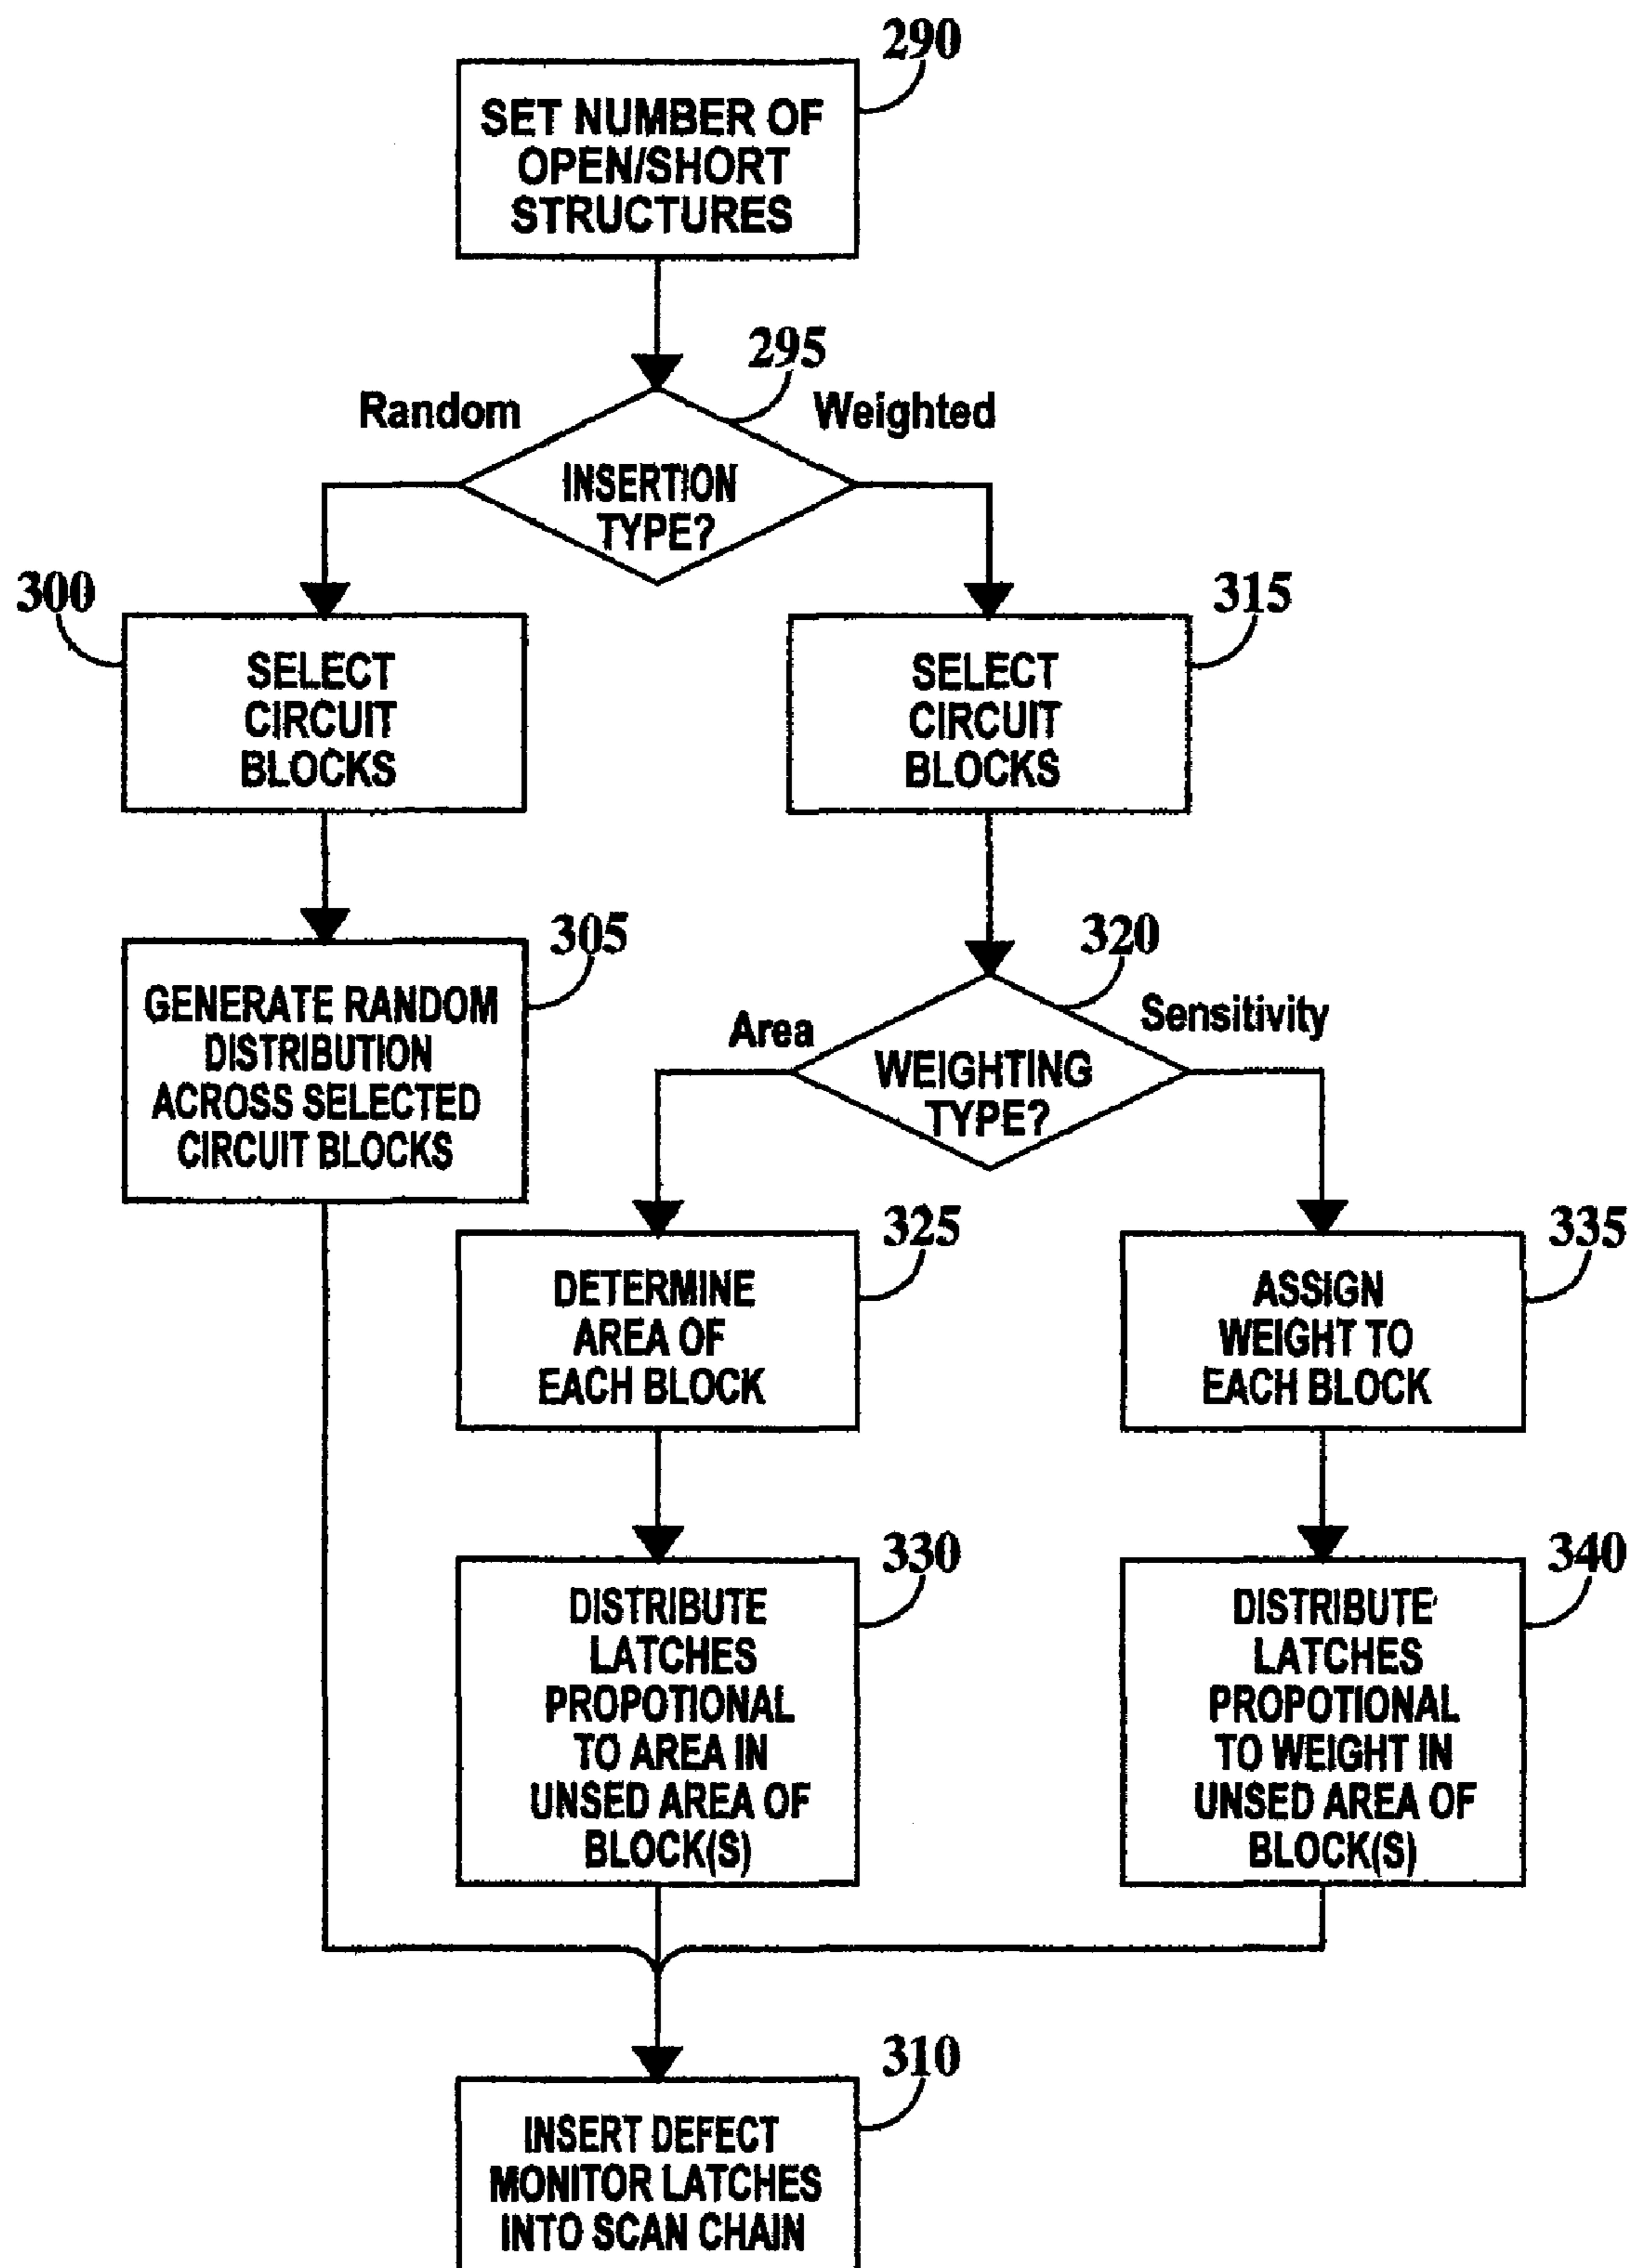 290
SET NUMBER OF
OPEN/SHORT
STRUCTURES
295
Random
Weighted
INSERTION
TYPE?
300
SELECT
CIRCUIT
BLOCKS
315
SELECT
CIRCUIT
BLOCKS
305
GENERATE RANDOM
DISTRIBUTION
ACROSS SELECTED
CIRCUIT BLOCKS
320
Area
Sensitivity
WEIGHTING
TYPE?
325
DETERMINE
AREA OF
EACH BLOCK
335
ASSIGN
WEIGHT TO
EACH BLOCK
330
DISTRIBUTE
LATCHES
PROPOTIONAL
TO AREA IN
UNSED AREA OF
BLOCK(S)
340
DISTRIBUTE
LATCHES
PROPOTIONAL
TO WEIGHT IN
UNSED AREA OF
BLOCK(S)
310
INSERT DEFECT
MONITOR LATCHES
INTO SCAN CHAIN